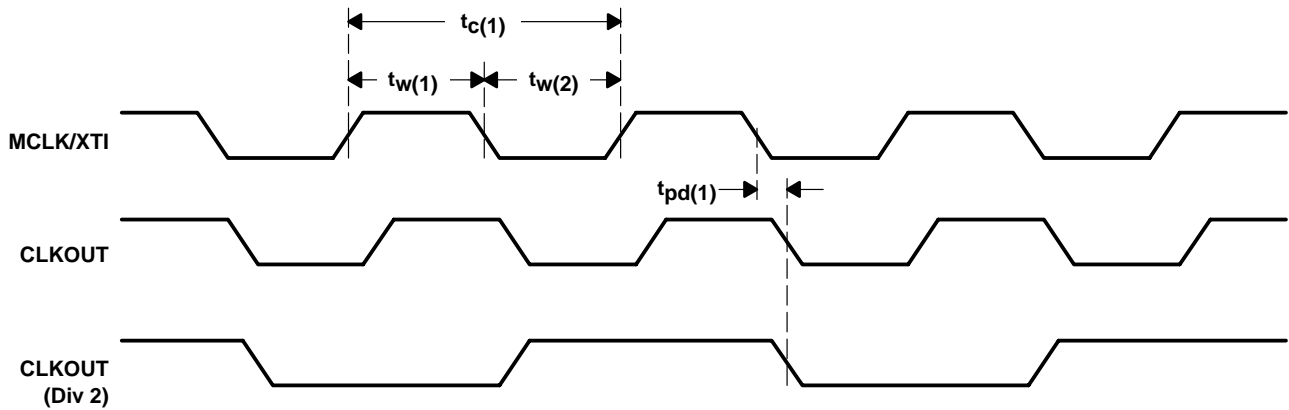 tc(1)
tw(1)
tw(2)
MCLK/XTI
tpd(1)
CLKOUT
CLKOUT
(Div 2)